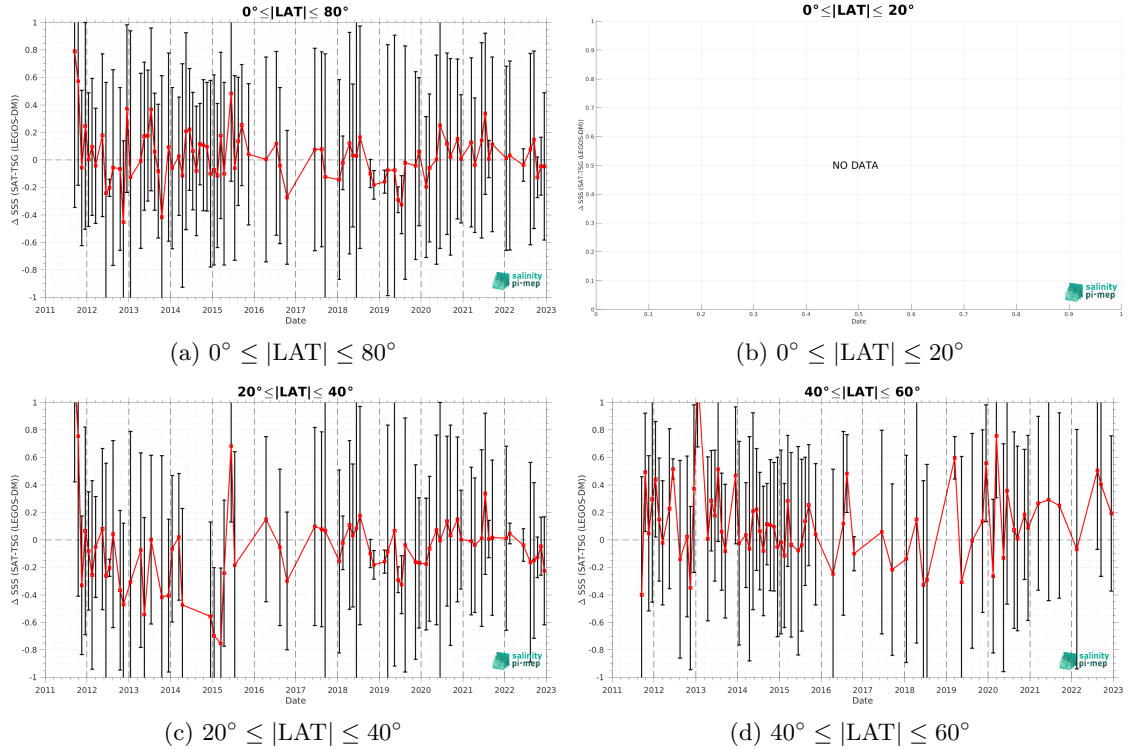 0°≤|LAT|≤ 80°
Δ SSS (SAT-TSG (LEGOS-DM))
1
0.8
0.6
0.4
0.2
0
-0.2
-0.4
-0.6
-0.8
-1
2011 2012 2013 2014 2015 2016 2017 2018 2019 2020 2021 2022 2023
Date
salinity
pi-mep
(a) 0° ≤ |LAT| ≤ 80°
0°≤|LAT|≤ 20°
Δ SSS (SAT-TSG (LEGOS-DM))
1
0.9
0.8
0.7
0.6
0.5
0.4
0.3
0.2
0.1
0
NO DATA
0 0.1 0.2 0.3 0.4 0.5 0.6 0.7 0.8 0.9 1
Date
salinity
pi-mep
(b) 0° ≤ |LAT| ≤ 20°
20°≤|LAT|≤ 40°
Δ SSS (SAT-TSG (LEGOS-DM))
1
0.8
0.6
0.4
0.2
0
-0.2
-0.4
-0.6
-0.8
-1
2011 2012 2013 2014 2015 2016 2017 2018 2019 2020 2021 2022 2023
Date
salinity
pi-mep
(c) 20° ≤ |LAT| ≤ 40°
40°≤|LAT|≤ 60°
Δ SSS (SAT-TSG (LEGOS-DM))
1
0.8
0.6
0.4
0.2
0
-0.2
-0.4
-0.6
-0.8
-1
2011 2012 2013 2014 2015 2016 2017 2018 2019 2020 2021 2022 2023
Date
salinity
pi-mep
(d) 40° ≤ |LAT| ≤ 60°